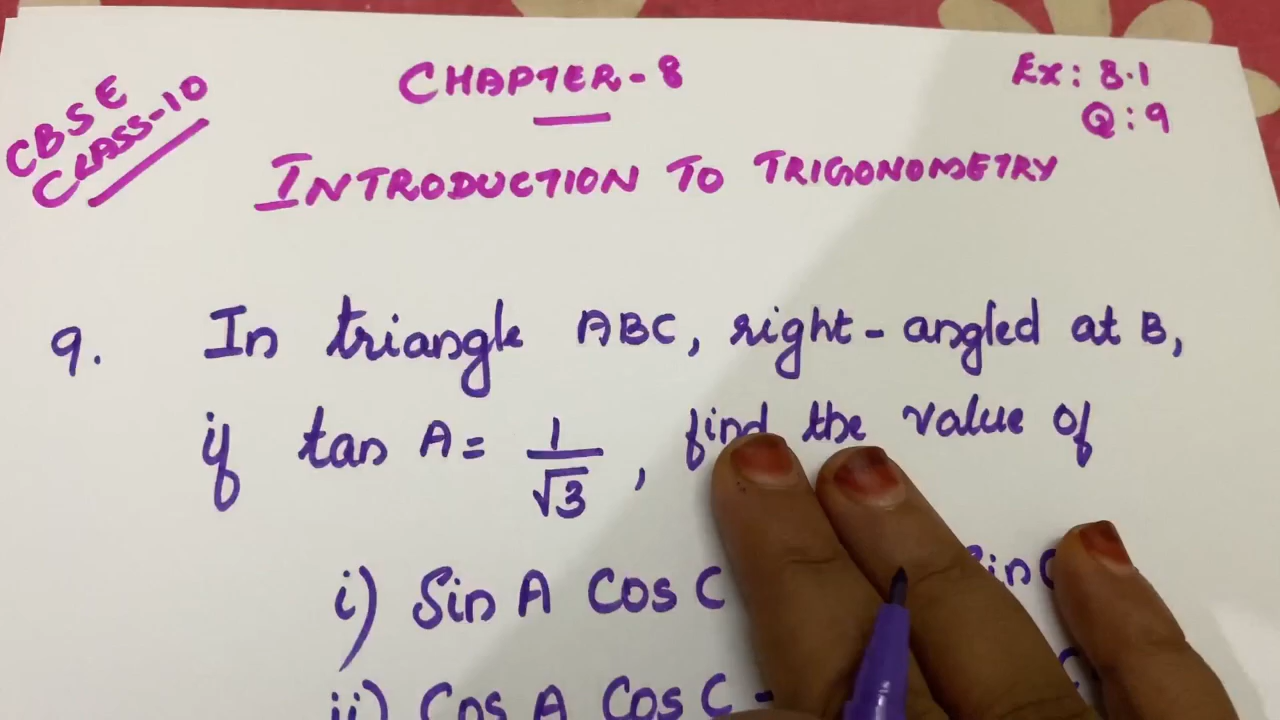 CBSE
CLASS-10
CHAPTER-8
Ex: 8.1
Q: 9
INTRODUCTION TO TRIGONOMETRY
9. In triangle ABC, right-angled at B,
if tan A = 1/√3, find the value of
i) Sin A Cos C Sin C
ii) Cos A Cos C - C